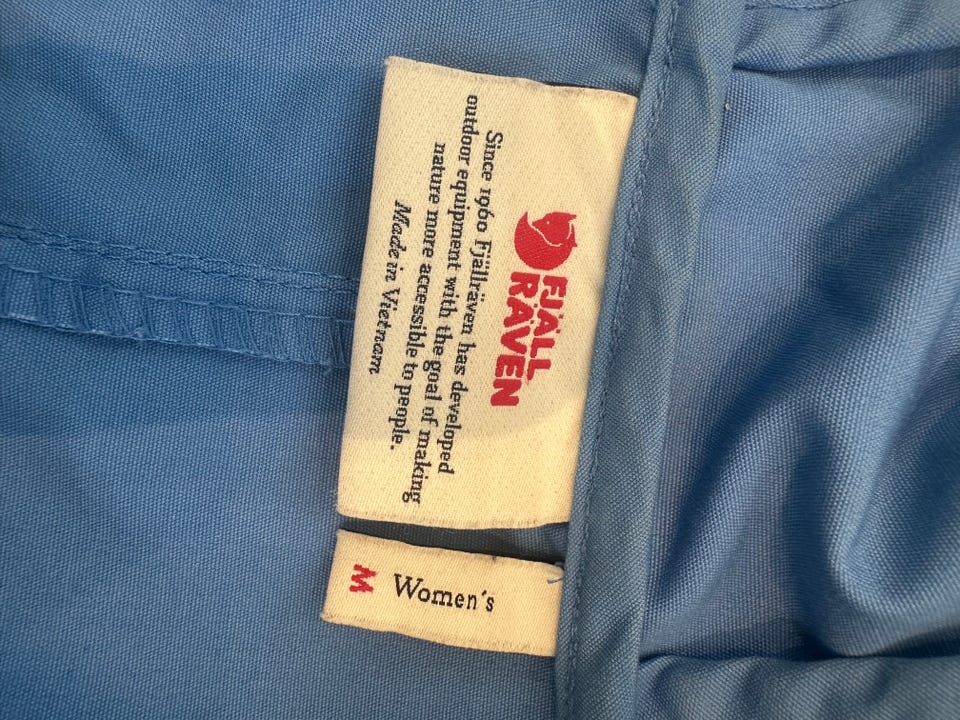 FJÄLL
RÄVEN
Since 1960 Fjällräven has developed
outdoor equipment with the goal of making
nature more accessible to people.
Made in Vietnam
Women's
M